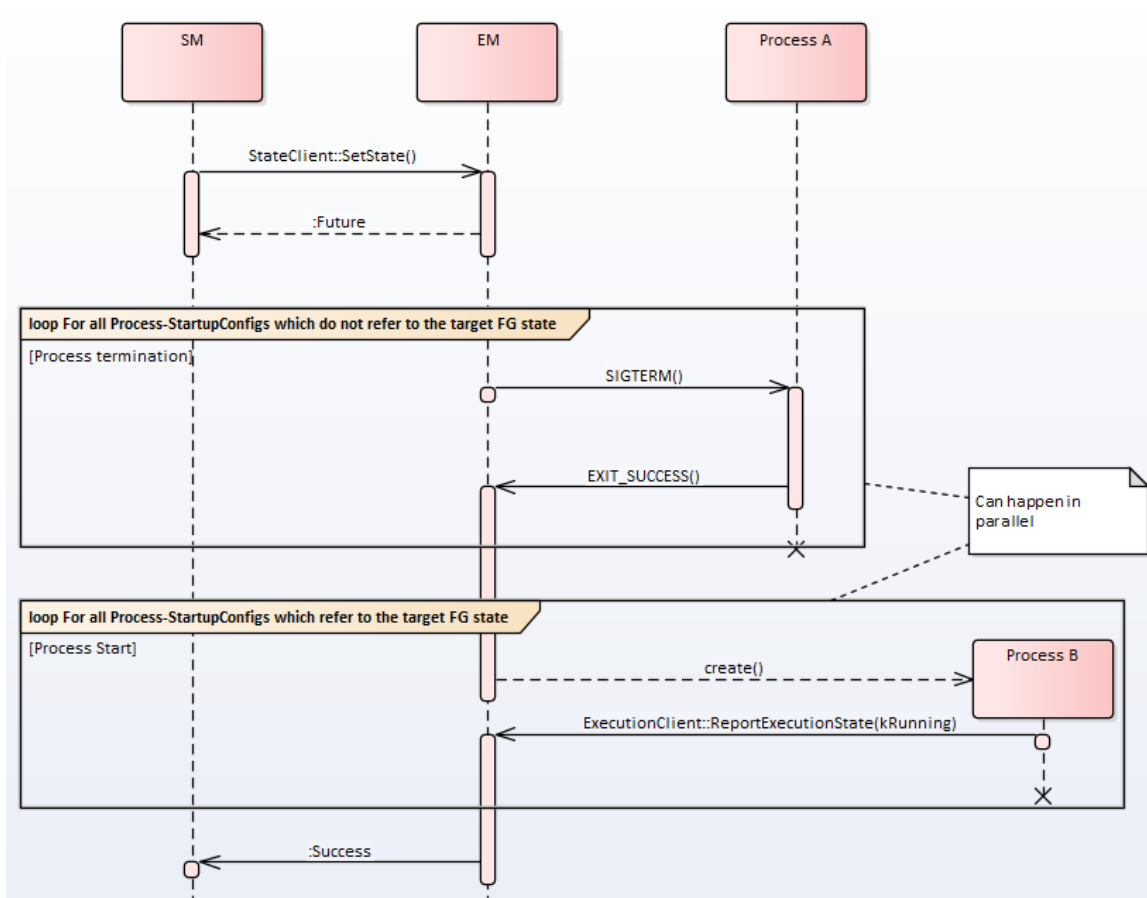 SM
EM
Process A
StateClient::SetState()
:Future
loop For all Process-StartupConfigs which do not refer to the target FG state
[Process termination]
SIGTERM()
EXIT_SUCCESS()
Can happen in
parallel
loop For all Process-StartupConfigs which refer to the target FG state
[Process Start]
Process B
create()
ExecutionClient::ReportExecutionState(kRunning)
:Success